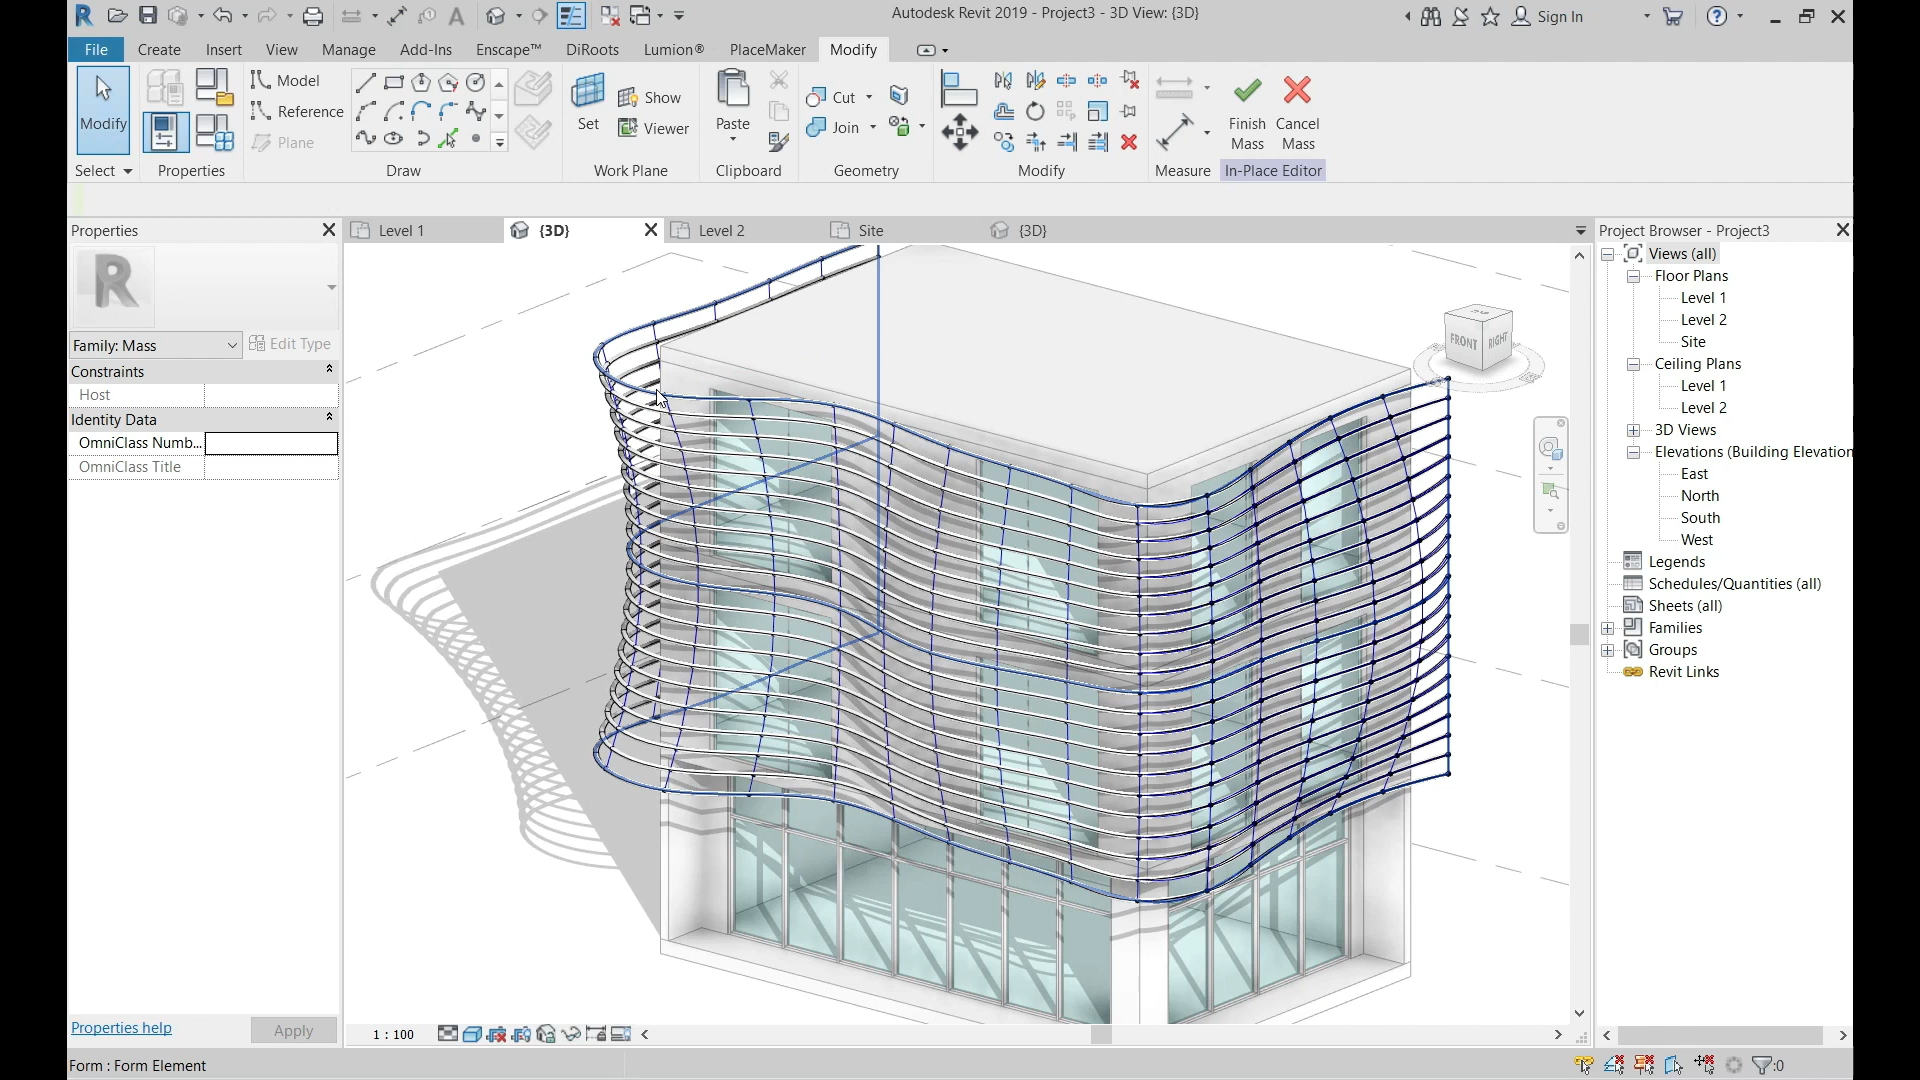 Autodesk Revit 2019 - Project3 - 3D View: {3D}
Sign In
File Create Insert View Manage Add-Ins Enscape™ DiRoots Lumion® PlaceMaker Modify
Modify
Model
Reference
Plane
Set
Show
Viewer
Paste
Cut
Join
Finish Mass
Cancel Mass
Select Properties Draw Work Plane Clipboard Geometry Modify Measure In-Place Editor
Properties
Level 1 {3D} Level 2 Site {3D}
Project Browser - Project3
R
Family: Mass
Edit Type
Constraints
Host
Identity Data
OmniClass Numb...
OmniClass Title
FRONT RIGHT
Views (all)
Floor Plans
Level 1
Level 2
Site
Ceiling Plans
Level 1
Level 2
3D Views
Elevations (Building Elevation
East
North
South
West
Legends
Schedules/Quantities (all)
Sheets (all)
Families
Groups
Revit Links
Properties help
Apply
1 : 100
Form : Form Element
:0